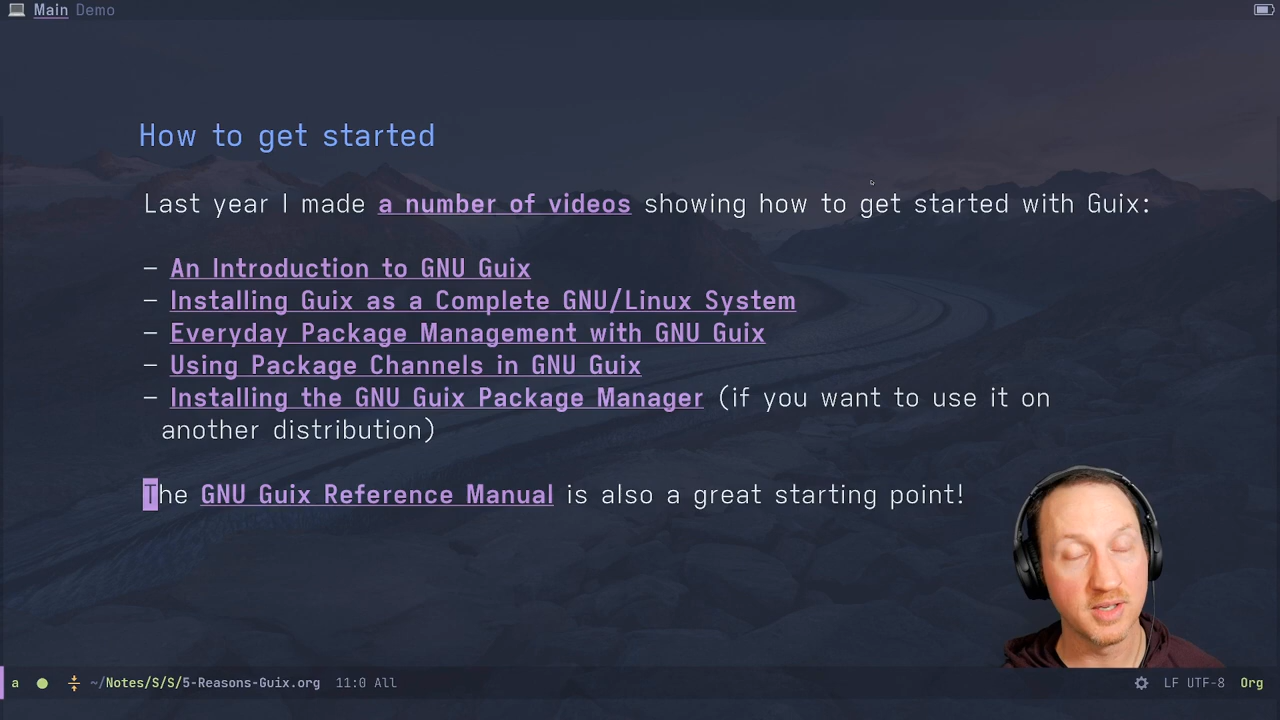 Main Demo
How to get started
Last year I made a number of videos showing how to get started with Guix:
– An Introduction to GNU Guix
– Installing Guix as a Complete GNU/Linux System
– Everyday Package Management with GNU Guix
– Using Package Channels in GNU Guix
– Installing the GNU Guix Package Manager (if you want to use it on
another distribution)
The GNU Guix Reference Manual is also a great starting point!
a ~/Notes/S/S/5-Reasons-Guix.org 11:0 All LF UTF-8 Org